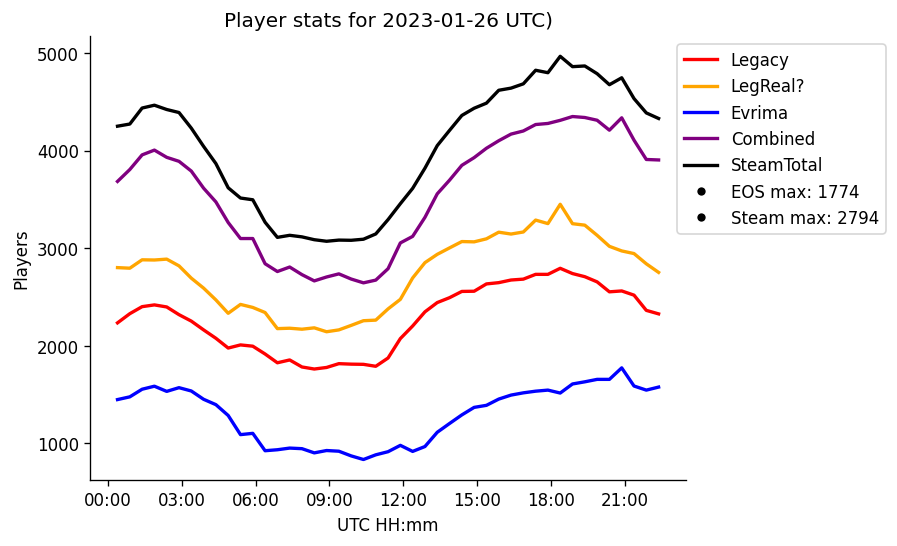 Player stats for 2023-01-26 UTC)
5000
4000
3000
2000
1000
Players
00:00 03:00 06:00 09:00 12:00 15:00 18:00 21:00
UTC HH:mm
Legacy
LegReal?
Evrima
Combined
SteamTotal
EOS max: 1774
Steam max: 2794